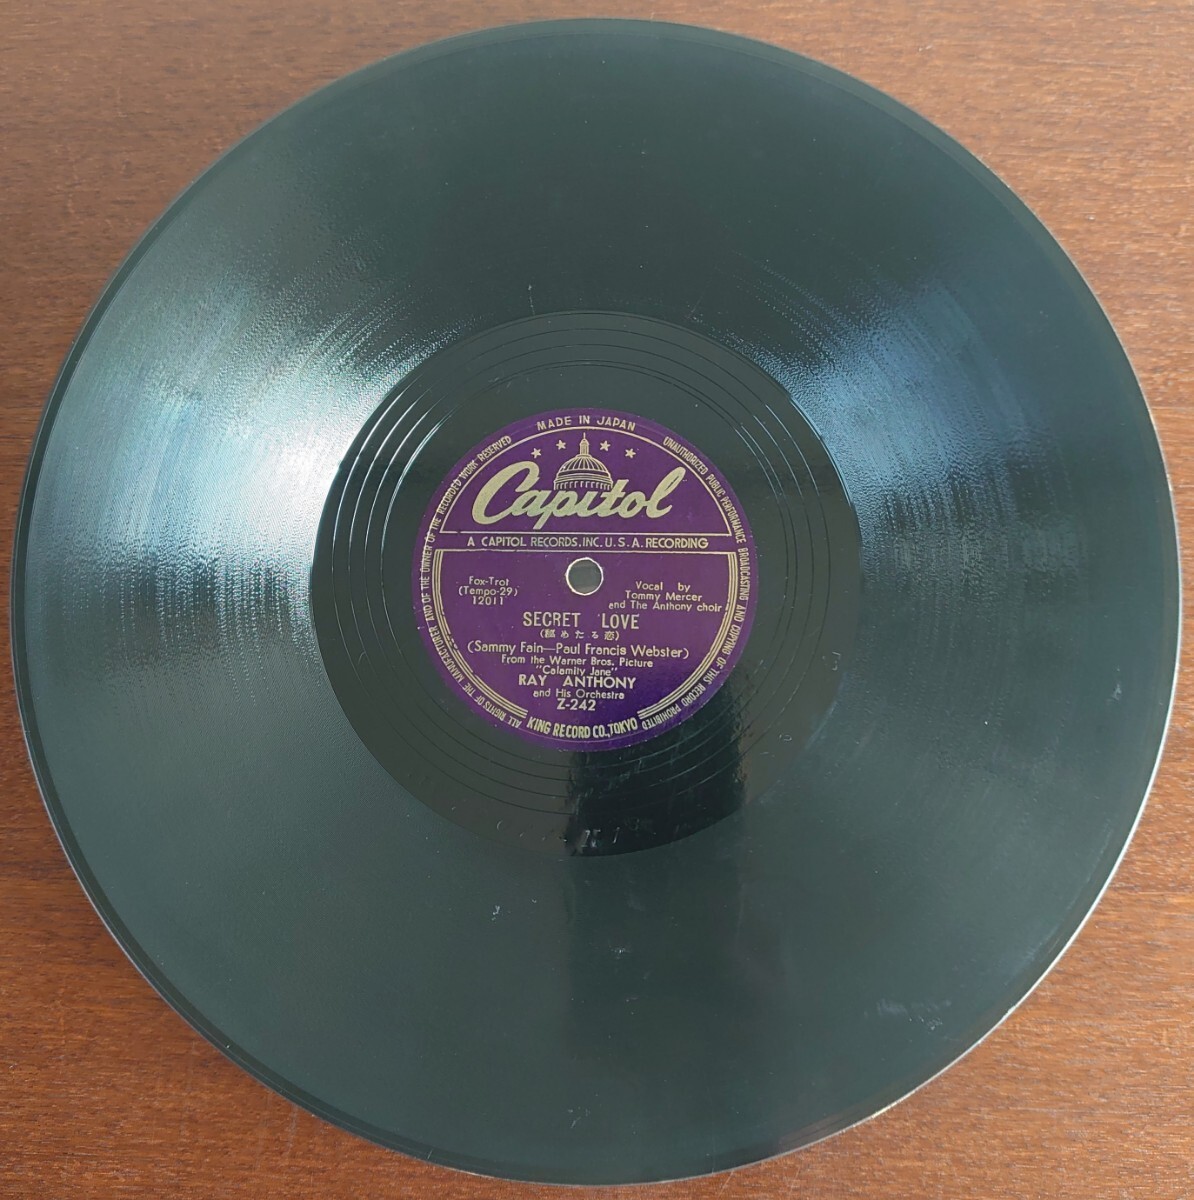 MADE IN JAPAN
ALL RIGHTS OF THE MANUFACTURER AND OF THE OWNER OF THE RECORDED WORK RESERVED
UNAUTHORIZED PUBLIC PERFORMANCE BROADCASTING AND COPYING OF THIS RECORD PROHIBITED
Capitol
A CAPITOL RECORDS, INC. U. S. A. RECORDING
Fox-Trot
(Tempo-29)
12011
Vocal by
Tommy Mercer
and The Anthony choir
SECRET LOVE
(秘めたる恋)
(Sammy Fain—Paul Francis Webster)
From the Warner Bros. Picture
"Calamity Jane"
RAY ANTHONY
and His Orchestra
Z-242
KING RECORD CO., TOKYO